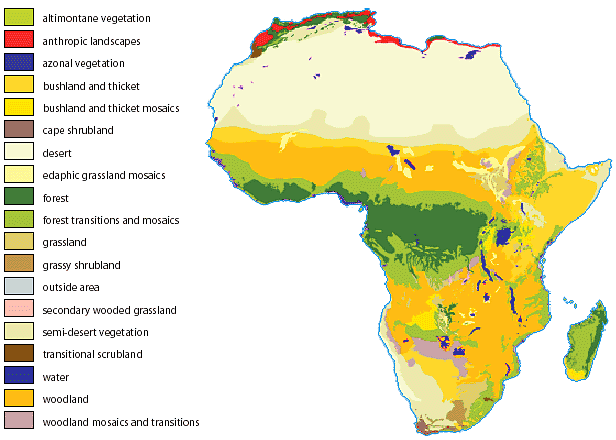 altimontane vegetation
anthropic landscapes
azonal vegetation
bushland and thicket
bushland and thicket mosaics
cape shrubland
desert
edaphic grassland mosaics
forest
forest transitions and mosaics
grassland
grassy shrubland
outside area
secondary wooded grassland
semi-desert vegetation
transitional scrubland
water
woodland
woodland mosaics and transitions